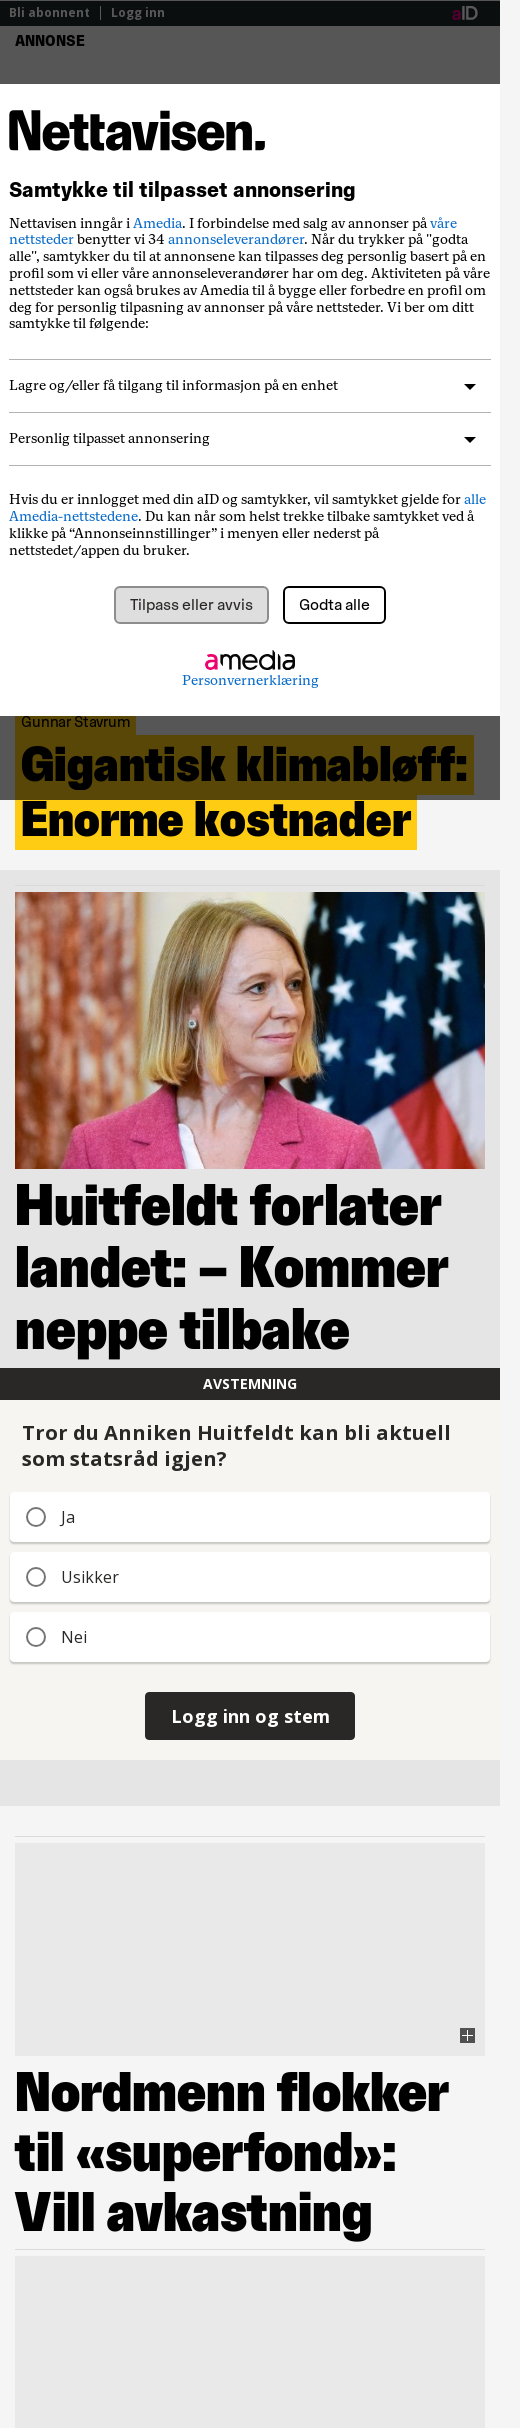 Bli abonnent | Logg inn
aID
ANNONSE
Nettavisen.
Samtykke til tilpasset annonsering
Nettavisen inngår i Amedia. I forbindelse med salg av annonser på våre
nettsteder benytter vi 34 annonseleverandører. Når du trykker på "godta
alle", samtykker du til at annonsene kan tilpasses deg personlig basert på en
profil som vi eller våre annonseleverandører har om deg. Aktiviteten på våre
nettsteder kan også brukes av Amedia til å bygge eller forbedre en profil om
deg for personlig tilpasning av annonser på våre nettsteder. Vi ber om ditt
samtykke til følgende:
Lagre og/eller få tilgang til informasjon på en enhet
Personlig tilpasset annonsering
Hvis du er innlogget med din aID og samtykker, vil samtykket gjelde for alle
Amedia-nettstedene. Du kan når som helst trekke tilbake samtykket ved å
klikke på “Annonseinnstillinger” i menyen eller nederst på
nettstedet/appen du bruker.
Tilpass eller avvis
Godta alle
amedia
Personvernerklæring
Gunnar Stavrum
Gigantisk klimabløff:
Enorme kostnader
Huitfeldt forlater
landet: – Kommer
neppe tilbake
AVSTEMNING
Tror du Anniken Huitfeldt kan bli aktuell
som statsråd igjen?
Ja
Usikker
Nei
Logg inn og stem
Nordmenn flokker
til «superfond»:
Vill avkastning